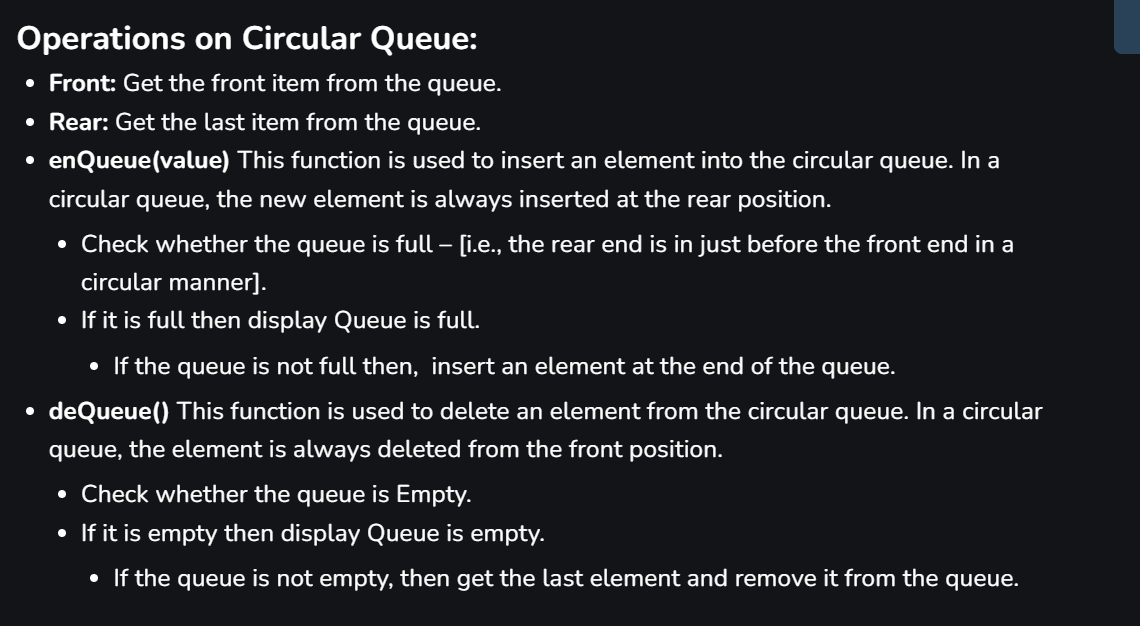 Operations on Circular Queue:
• Front: Get the front item from the queue.
• Rear: Get the last item from the queue.
• enQueue(value) This function is used to insert an element into the circular queue. In a
circular queue, the new element is always inserted at the rear position.
• Check whether the queue is full – [i.e., the rear end is in just before the front end in a
circular manner].
• If it is full then display Queue is full.
• If the queue is not full then,  insert an element at the end of the queue.
• deQueue() This function is used to delete an element from the circular queue. In a circular
queue, the element is always deleted from the front position.
• Check whether the queue is Empty.
• If it is empty then display Queue is empty.
• If the queue is not empty, then get the last element and remove it from the queue.